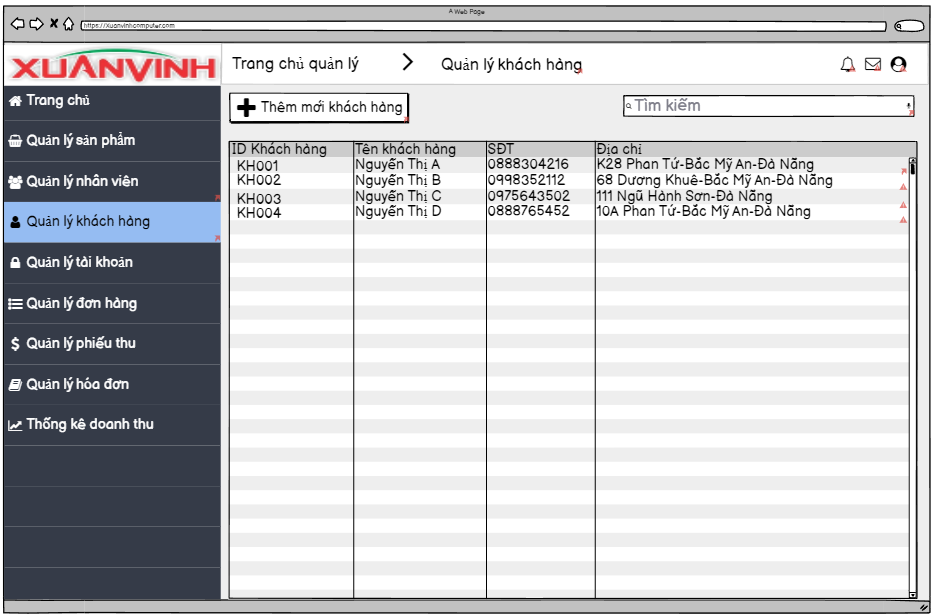 A Web Page
https://Xuanvinhcomputer.com
XUÂNVINH
Trang chủ quản lý
Quản lý khách hàng
Trang chủ
Quản lý sản phẩm
Quản lý nhân viên
Quản lý khách hàng
Quản lý tài khoản
Quản lý đơn hàng
Quản lý phiếu thu
Quản lý hóa đơn
Thống kê doanh thu
Thêm mới khách hàng
Tìm kiếm
ID Khách hàng Tên khách hàng SĐT Địa chỉ
KH001 Nguyễn Thị A 0888304216 K28 Phan Tứ-Bắc Mỹ An-Đà Nẵng
KH002 Nguyễn Thị B 0998352112 68 Dương Khuê-Bắc Mỹ An-Đà Nẵng
KH003 Nguyễn Thị C 0975643502 111 Ngũ Hành Sơn-Đà Nẵng
KH004 Nguyễn Thị D 0888765452 10A Phan Tứ-Bắc Mỹ An-Đà Nẵng